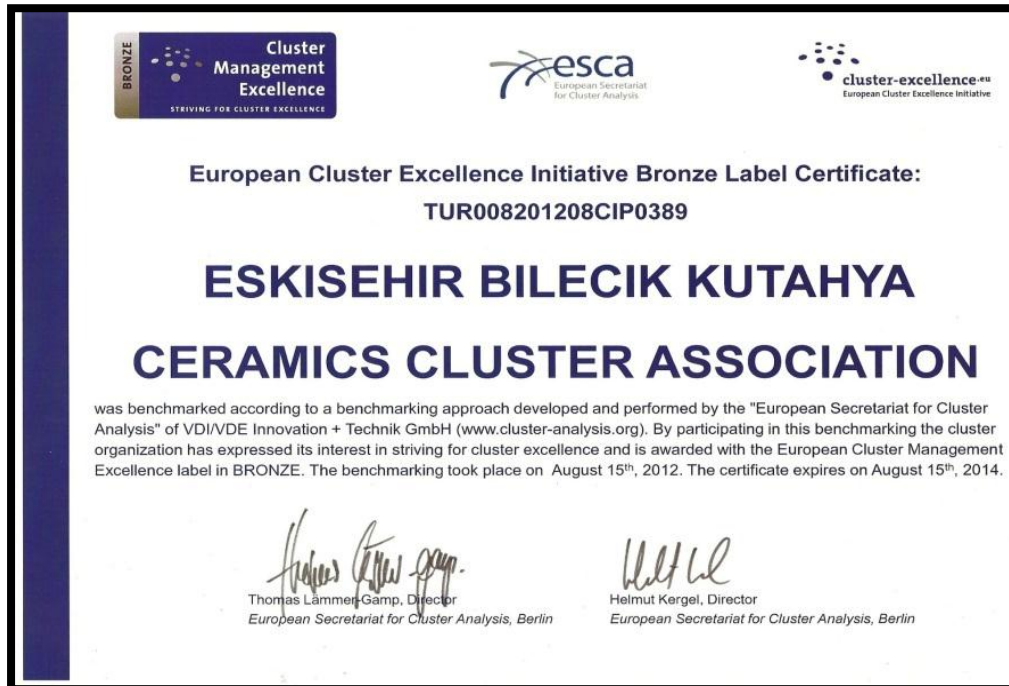 BRONZE
Cluster
Management
Excellence
STRIVING FOR CLUSTER EXCELLENCE
esca
European Secretariat
for Cluster Analysis
cluster-excellence.eu
European Cluster Excellence Initiative
European Cluster Excellence Initiative Bronze Label Certificate:
TUR008201208CIP0389
ESKISEHIR BILECIK KUTAHYA
CERAMICS CLUSTER ASSOCIATION
was benchmarked according to a benchmarking approach developed and performed by the "European Secretariat for Cluster
Analysis" of VDI/VDE Innovation + Technik GmbH (www.cluster-analysis.org). By participating in this benchmarking the cluster
organization has expressed its interest in striving for cluster excellence and is awarded with the European Cluster Management
Excellence label in BRONZE. The benchmarking took place on August 15th, 2012. The certificate expires on August 15th, 2014.
Thomas Lämmer-Gamp, Director
European Secretariat for Cluster Analysis, Berlin
Helmut Kergel, Director
European Secretariat for Cluster Analysis, Berlin